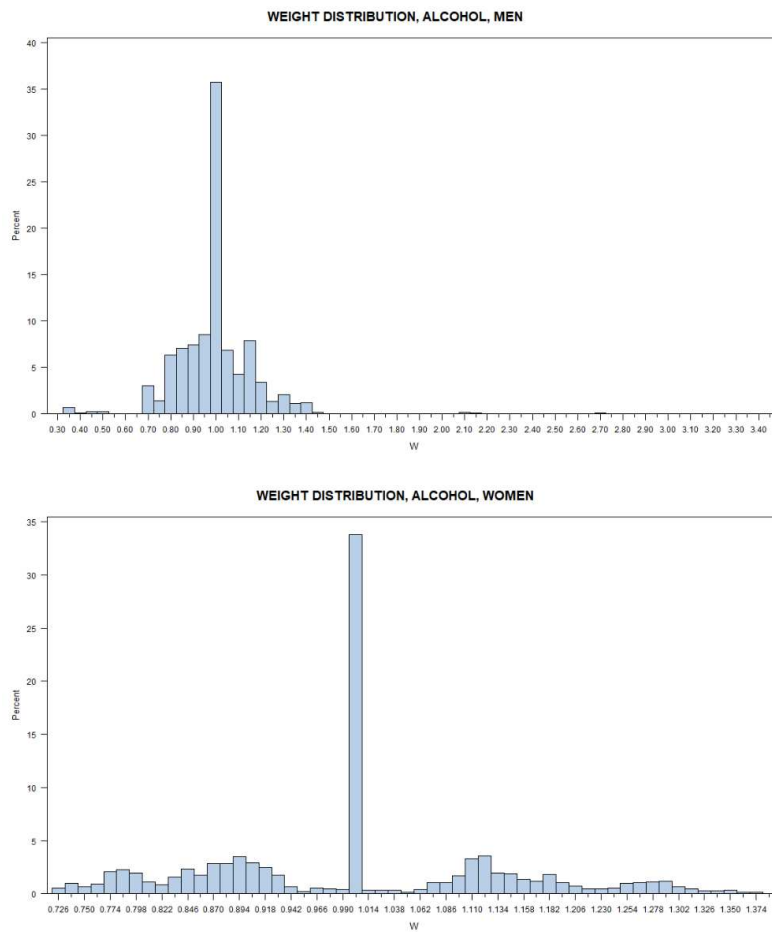 WEIGHT DISTRIBUTION, ALCOHOL, MEN
40
35
30
25
20
15
10
5
0
Percent
0.30 0.40 0.50 0.60 0.70 0.80 0.90 1.00 1.10 1.20 1.30 1.40 1.50 1.60 1.70 1.80 1.90 2.00 2.10 2.20 2.30 2.40 2.50 2.60 2.70 2.80 2.90 3.00 3.10 3.20 3.30 3.40
W
WEIGHT DISTRIBUTION, ALCOHOL, WOMEN
35
30
25
20
15
10
5
0
Percent
0.726 0.750 0.774 0.798 0.822 0.846 0.870 0.894 0.918 0.942 0.966 0.990 1.014 1.038 1.062 1.086 1.110 1.134 1.158 1.182 1.206 1.230 1.254 1.278 1.302 1.326 1.350 1.374
W